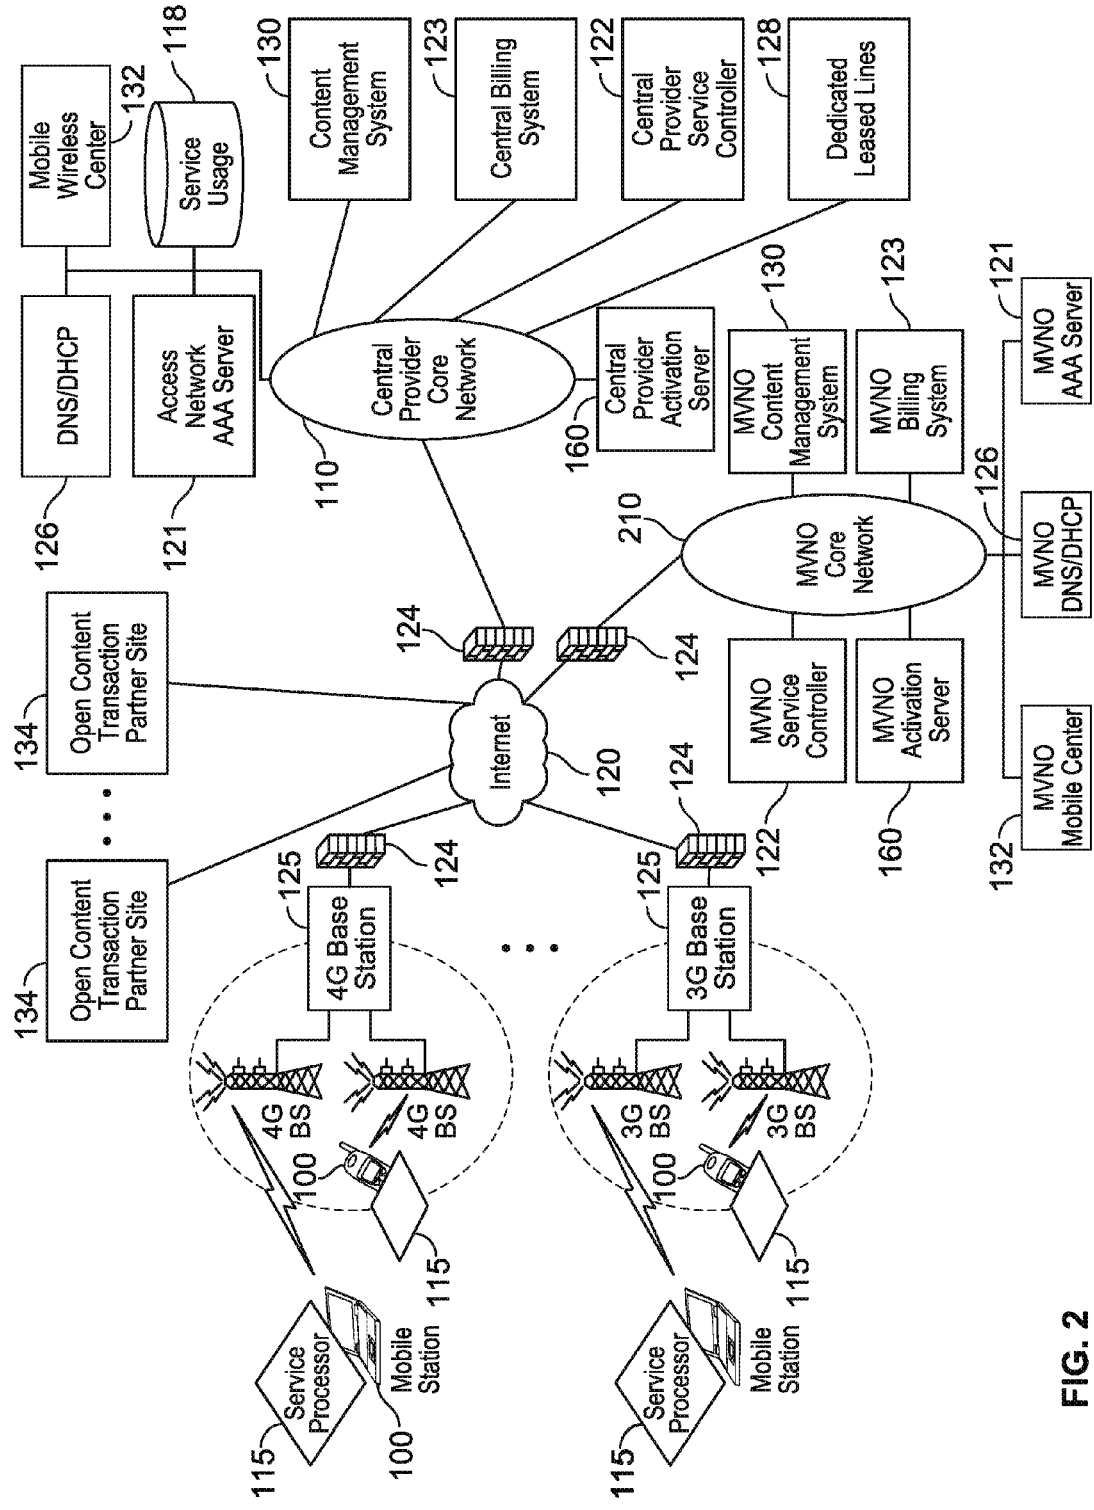 134
Open Content
Transaction
Partner Site
134
Open Content
Transaction
Partner Site
126
DNS/DHCP
Mobile
Wireless
Center
132
121
Access
Network
AAA Server
Service
Usage
118
130
Content
Management
System
123
Central Billing
System
122
Central
Provider
Service
Controller
128
Dedicated
Leased Lines
110
Central
Provider
Core
Network
160
Central
Provider
Activation
Server
124
124
Internet
120
124
124
125
4G Base
Station
4G
BS
4G
BS
100
115
115
Service
Processor
100
Mobile
Station
125
3G Base
Station
3G
BS
3G
BS
100
115
115
Service
Processor
Mobile
Station
210
MVNO
Core
Network
130
MVNO
Content
Management
System
123
MVNO
Billing
System
122
MVNO
Service
Controller
160
MVNO
Activation
Server
132
MVNO
Mobile Center
126
MVNO
DNS/DHCP
121
MVNO
AAA Server
FIG. 2